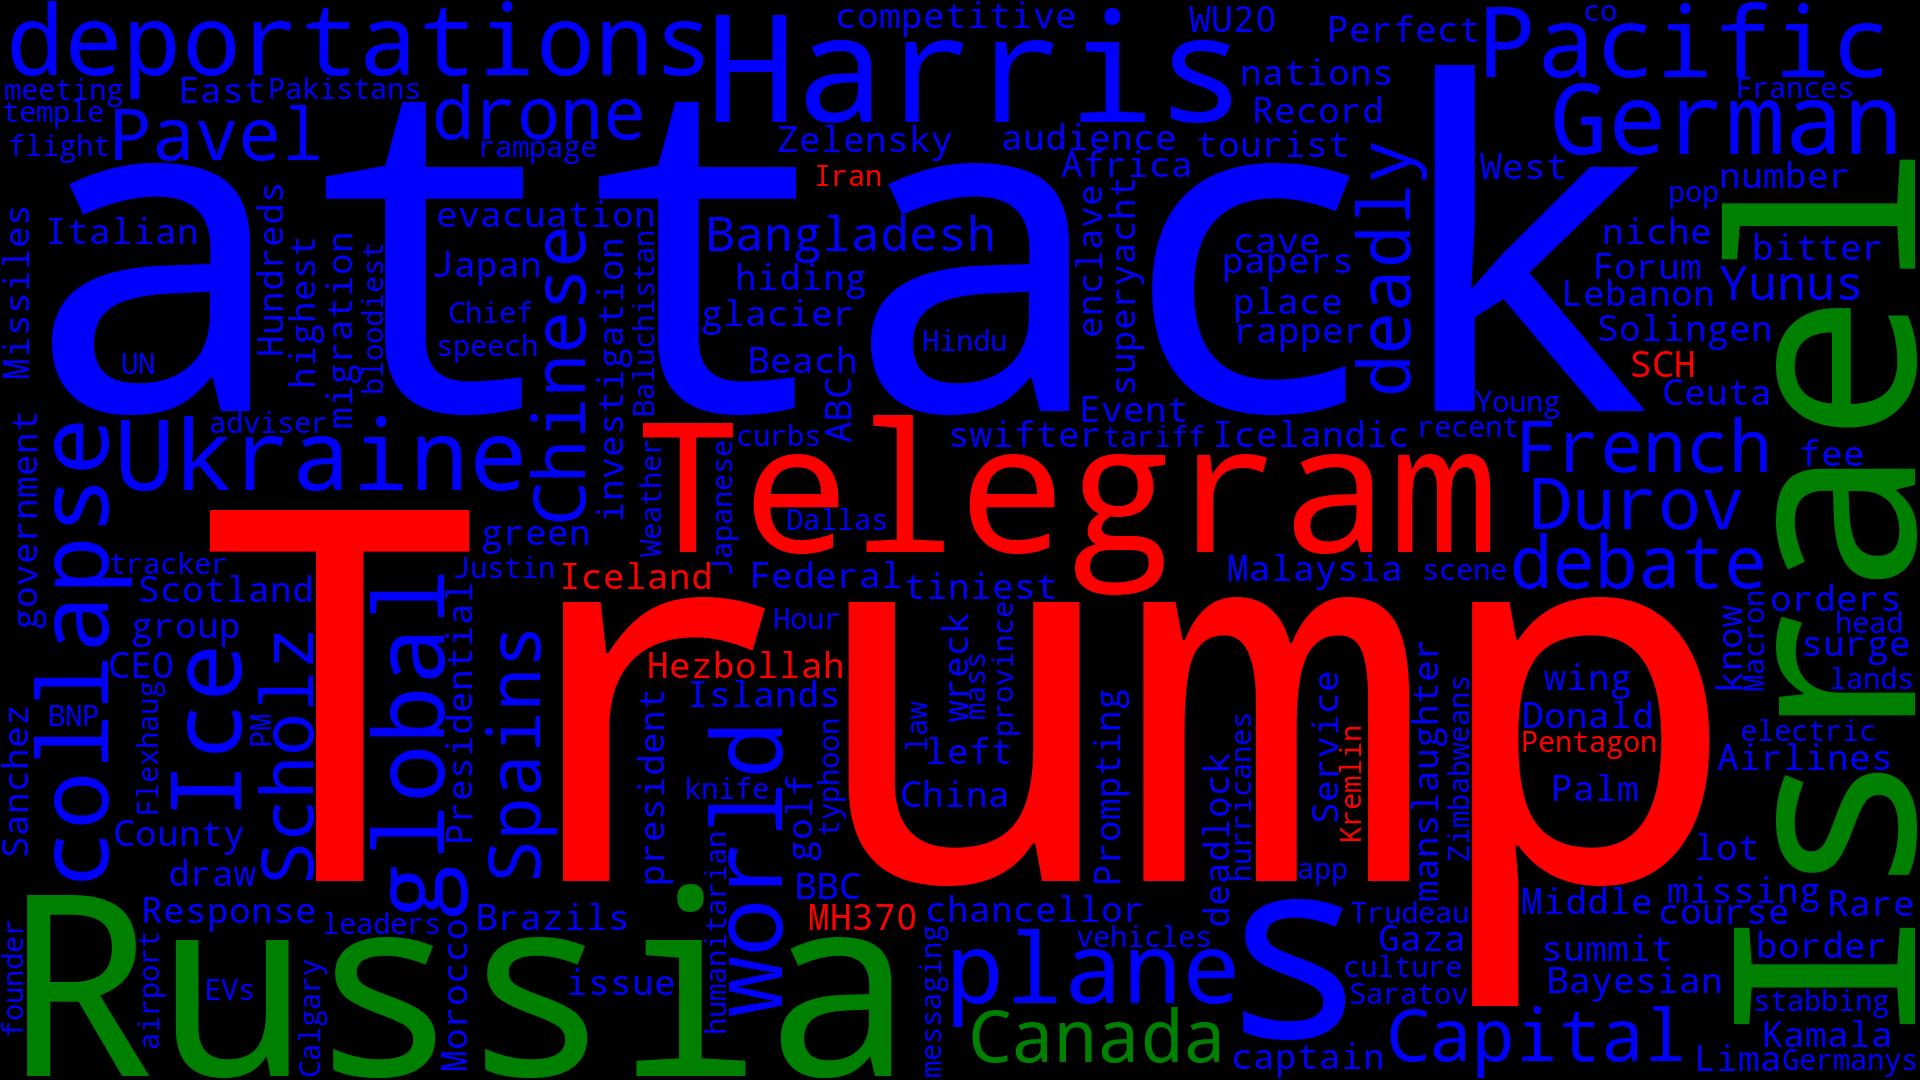 deportations
Harris
competitive
WU20
Perfect
co
Pacific
meeting
East
Pakistans
temple
flight
Pavel
drone
rampage
Zelensky
audience
nations
Record
tourist
Frances
German
attack
Iran
Africa
deadly
West
pop
number
Israel
Missiles
Italian
Hundreds
highest
migration
bloodiest
evacuation
Japan
Chief
speech
UN
Chinese
investigation
Baluchistans
Bangladesh
hiding
glacier
Beach
ABC
Hindu
enclave
superyacht
cave
papers
place
rapper
niche
bitter
Forum
Lebanon
Yunus
Solingen
SCH
Ceuta
Young
government
collapse
adviser
Ukraine
Weather
Japanese
curbs
Event
swifter
tariff
Icelandic
recent
French
fee
Telegram
Dallas
Durov
green
debate
tracker
Scotland
Justin
Iceland
Federal
tiniest
Malaysia
scene
Trump
group
CEO
Ice
Scholz
global
Presidential
Spains
Hour
Hezbollah
Islands
wreck
mass
province
orders
head
surge
know
Macron
lands
wing
Donald
Pentagon
Palm
electric
Airlines
Sanchez
BNP
Flexhaug
PM
County
president
knife
world
golf
typhoon
law
left
China
Prompting
deadlock
hurricanes
Service
Kremlin
manslaughter
Zimbabweans
lot
draw
Russia
Response
leaders
Brazils
humanitarian
BBC
MH370
chancellor
app
s
Trudeau
Middle
missing
course
Rare
founder
airport
EVs
Calgary
Morocco
issue
messaging
plane
vehicles
Gaza
culture
Saratov
summit
Bayesian
border
stabbing
Canada
captain
Capital
Kamala
Lima
Germanys